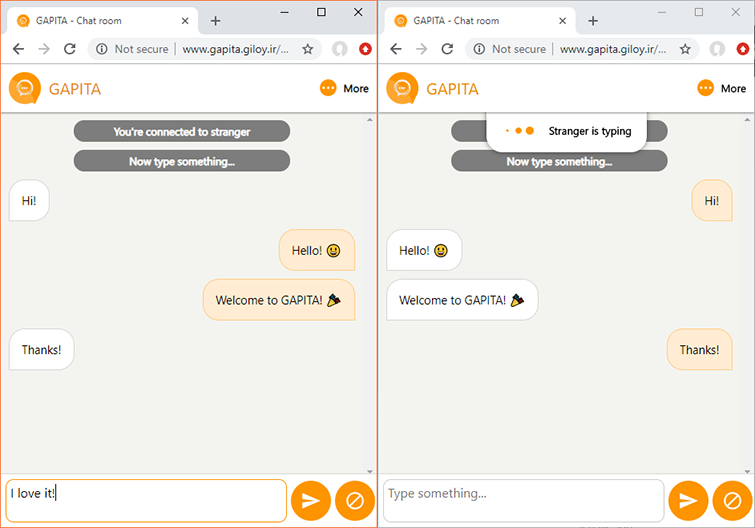 GAPITA - Chat room
Not secure | www.gapita.giloy.ir/...
GAPITA
More
You're connected to stranger
Now type something...
Hi!
Hello! 😃
Welcome to GAPITA! 🎉
Thanks!
I love it!
GAPITA - Chat room
Not secure | www.gapita.giloy.ir/...
GAPITA
More
Stranger is typing
Now type something...
Hi!
Hello! 😃
Welcome to GAPITA! 🎉
Thanks!
Type something...